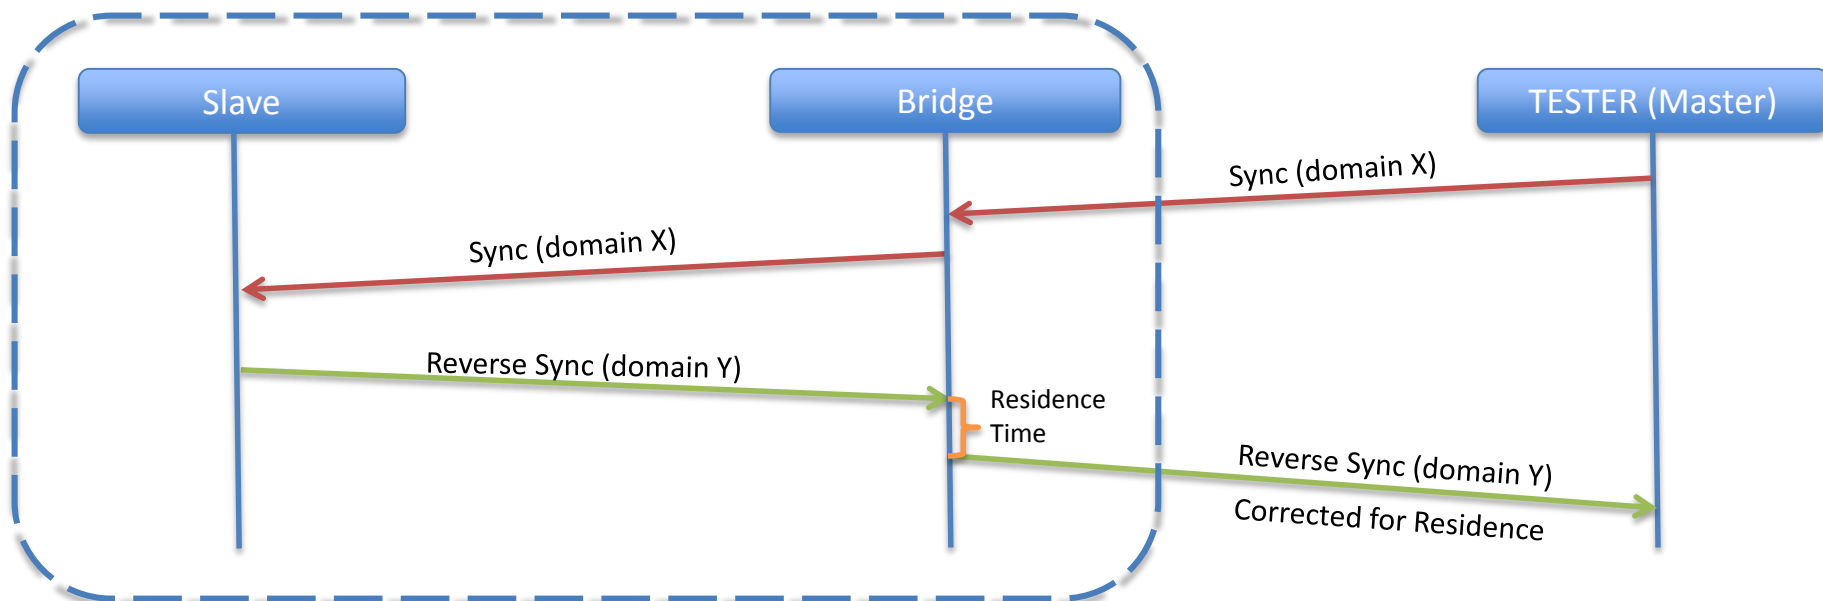 Slave
Bridge
TESTER (Master)
Sync (domain X)
Sync (domain X)
Reverse Sync (domain Y)
Residence
Time
Reverse Sync (domain Y)
Corrected for Residence